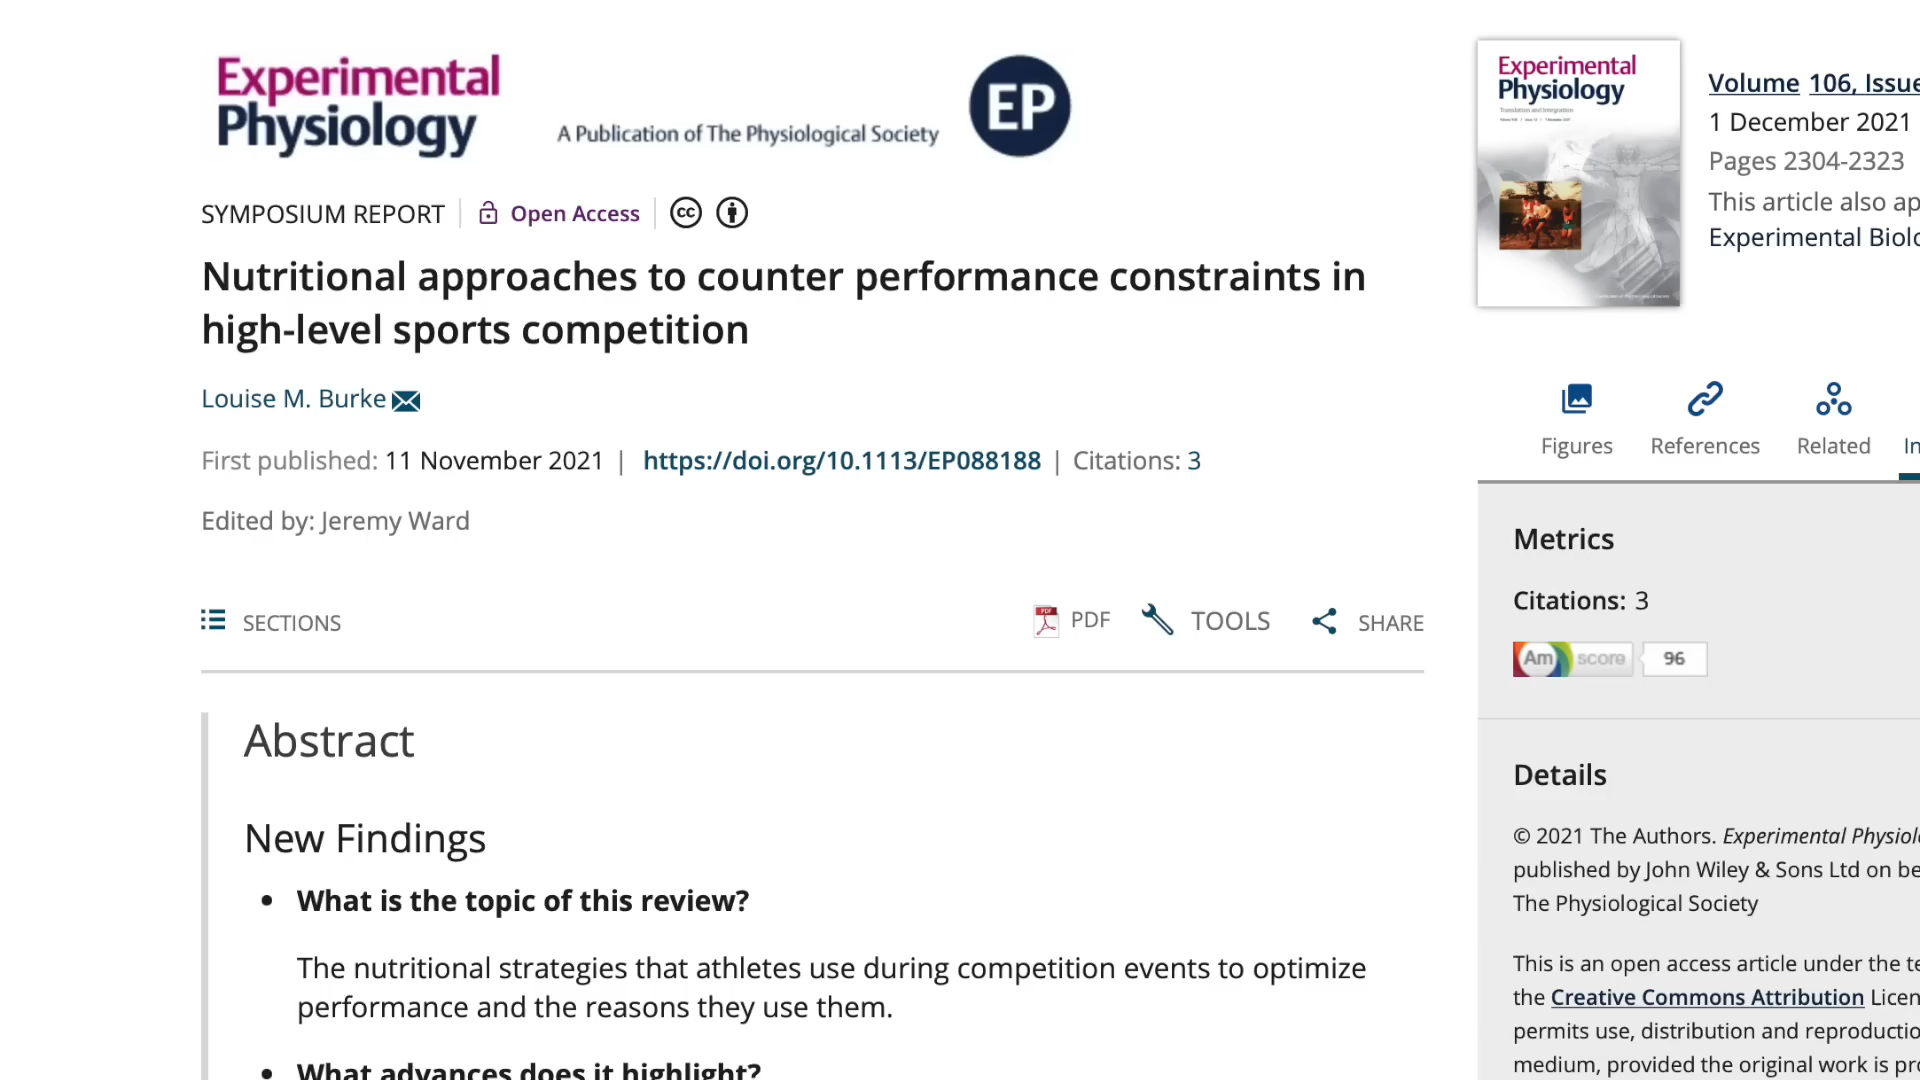 Experimental
Physiology
A Publication of The Physiological Society
EP
SYMPOSIUM REPORT
Open Access
cc
Nutritional approaches to counter performance constraints in
high-level sports competition
Louise M. Burke
First published: 11 November 2021 | https://doi.org/10.1113/EP088188 | Citations: 3
Edited by: Jeremy Ward
SECTIONS
PDF
PDF
TOOLS
SHARE
Abstract
New Findings
• What is the topic of this review?
The nutritional strategies that athletes use during competition events to optimize
performance and the reasons they use them.
• What advances does it highlight?
Experimental
Physiology
Volume 106, Issue
1 December 2021
Pages 2304-2323
This article also ap
Experimental Biolo
Figures
References
Related
In
Metrics
Citations: 3
Am score 96
Details
© 2021 The Authors. Experimental Physiolo
published by John Wiley & Sons Ltd on be
The Physiological Society
This is an open access article under the te
the Creative Commons Attribution Licen
permits use, distribution and reproductio
medium, provided the original work is pro